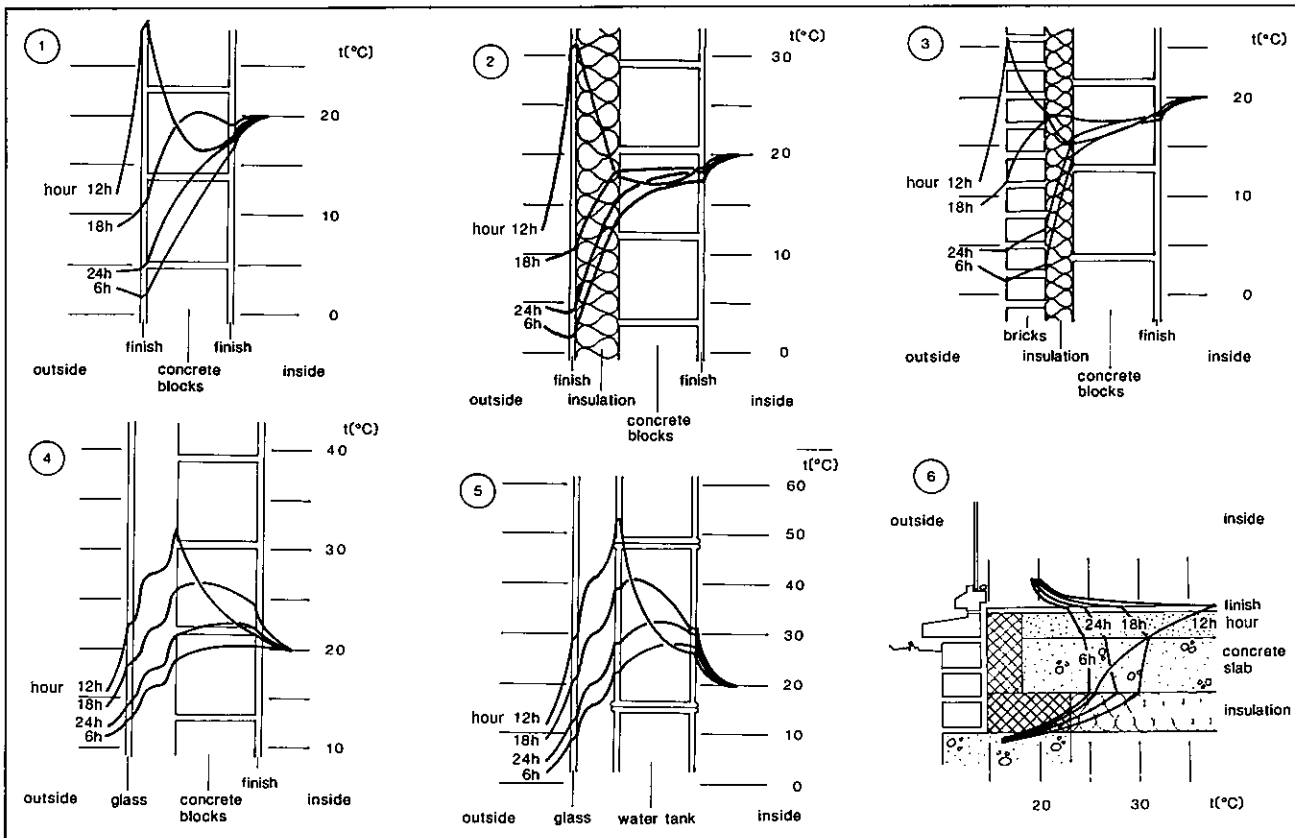 1
t(°C)
20
10
0
hour 12h
18h
24h
6h
finish
finish
outside
concrete
blocks
inside
2
t(°C)
30
20
10
0
hour 12h
18h
24h
6h
finish
finish
outside
insulation
inside
concrete
blocks
3
t(°C)
20
10
0
hour 12h
18h
24h
6h
bricks
finish
outside
insulation
inside
concrete
blocks
4
t(°C)
40
30
20
10
hour 12h
18h
24h
6h
finish
outside
glass
concrete
blocks
inside
5
t(°C)
60
50
40
30
20
10
0
hour 12h
18h
24h
6h
outside
glass
water tank
inside
6
outside
inside
finish
hour
24h 18h 12h
6h
concrete
slab
insulation
20 30 t(°C)